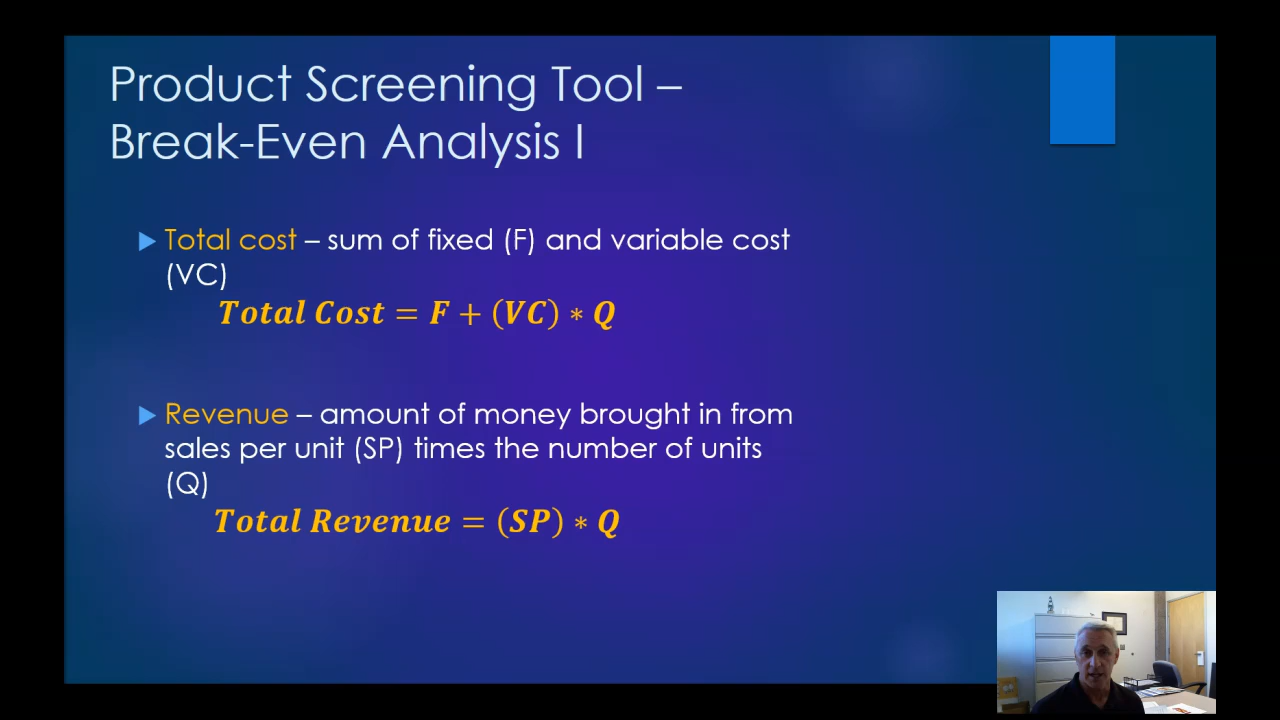 Product Screening Tool –
Break-Even Analysis I
Total cost – sum of fixed (F) and variable cost
(VC)
Total Cost = F + (VC) ∗ Q
Revenue – amount of money brought in from
sales per unit (SP) times the number of units
(Q)
Total Revenue = (SP) ∗ Q